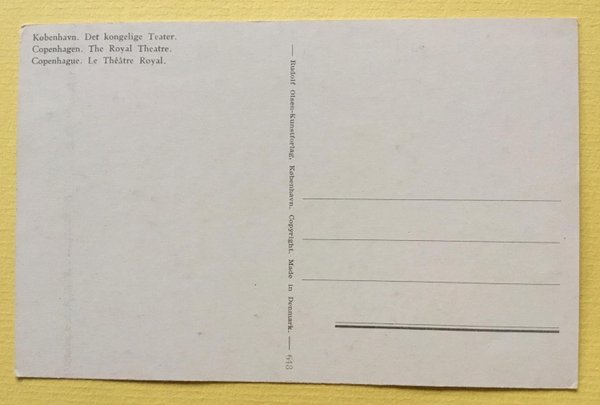 København. Det kongelige Teater.
Copenhagen. The Royal Theatre.
Copenhague. Le Théâtre Royal.
— Rudolf Olsen-Kunstforlag, København. Copyright. Made in Denmark. — 648